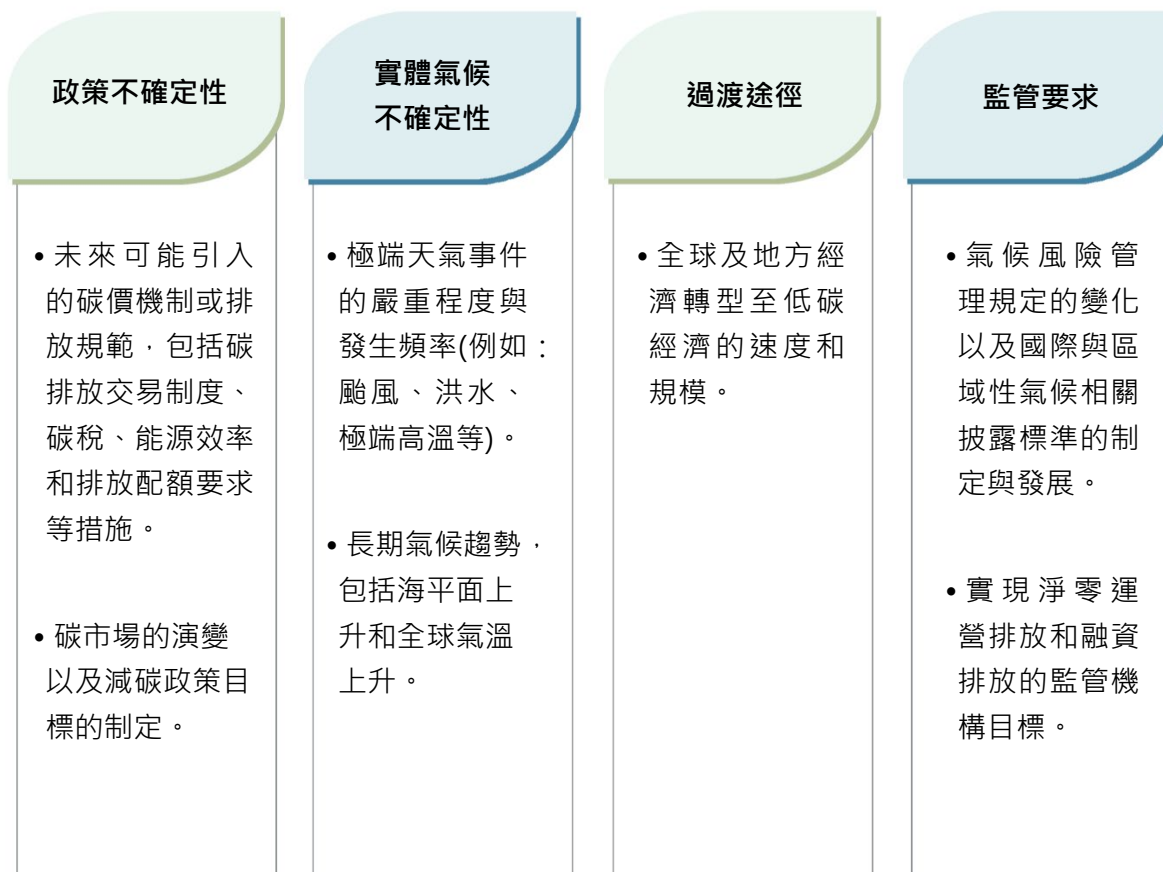 政策不確定性
• 未來可能引入
的碳價機制或排
放規範，包括碳
排放交易制度、
碳稅、能源效率
和排放配額要求
等措施。
• 碳市場的演變
以及減碳政策目
標的制定。
實體氣候
不確定性
• 極端天氣事件
的嚴重程度與
發生頻率(例如：
颱風、洪水、
極端高溫等)。
• 長期氣候趨勢，
包括海平面上
升和全球氣溫
上升。
過渡途徑
• 全球及地方經
濟轉型至低碳
經濟的速度和
規模。
監管要求
• 氣候風險管
理規定的變化
以及國際與區
域性氣候相關
披露標準的制
定與發展。
• 實現淨零運
營排放和融資
排放的監管機
構目標。